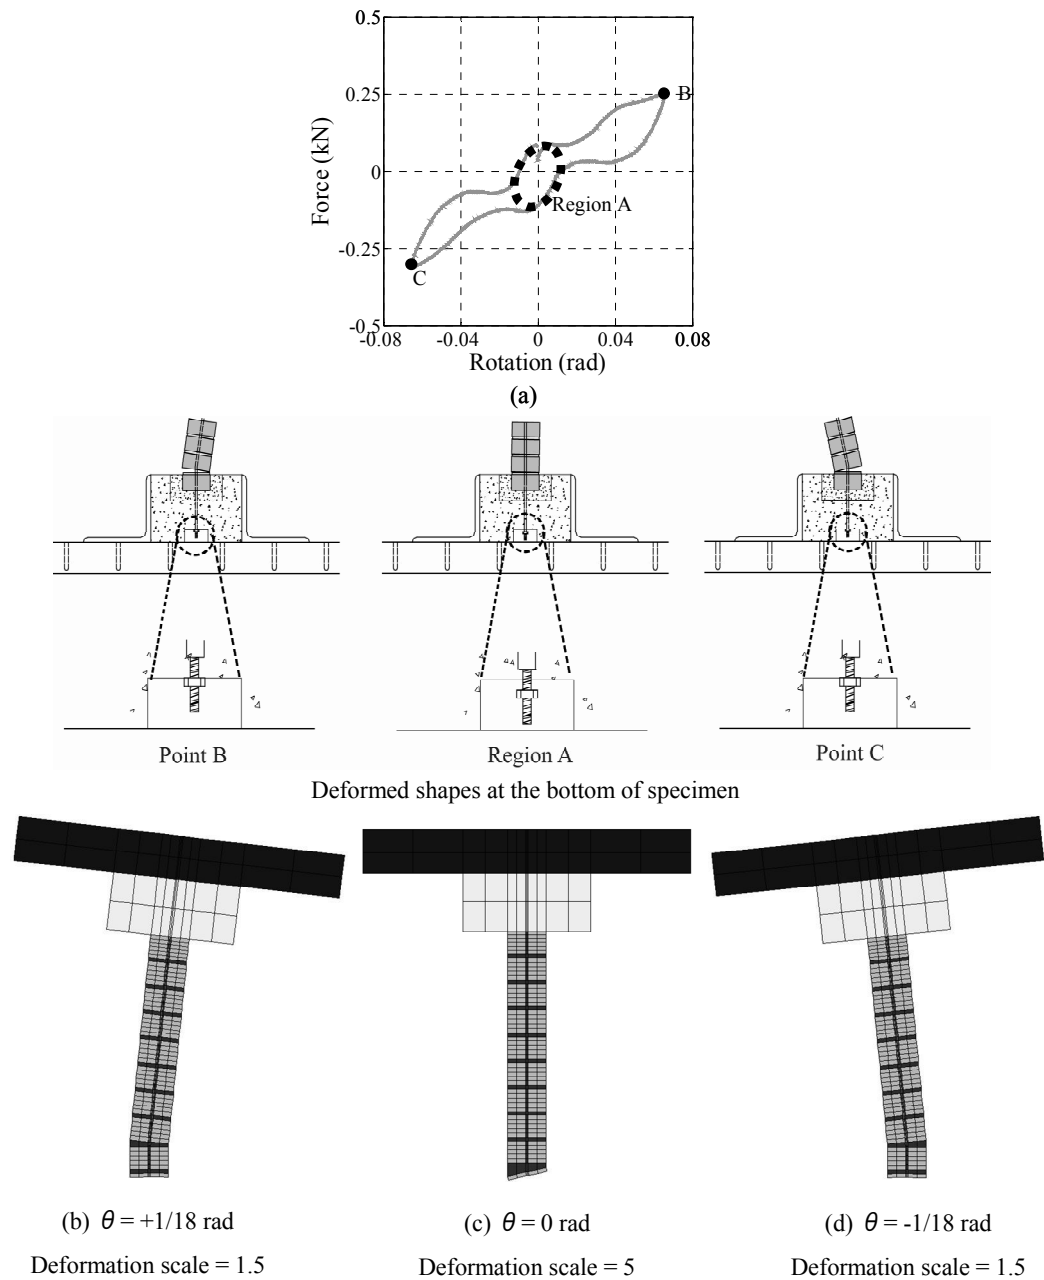 0.5
0.25
0
-0.25
-0.5
Force (kN)
B
Region A
C
-0.08
-0.04
0
0.04
0.08
Rotation (rad)
(a)
Point B
Region A
Point C
Deformed shapes at the bottom of specimen
(b) θ = +1/18 rad
(c) θ = 0 rad
(d) θ = -1/18 rad
Deformation scale = 1.5
Deformation scale = 5
Deformation scale = 1.5